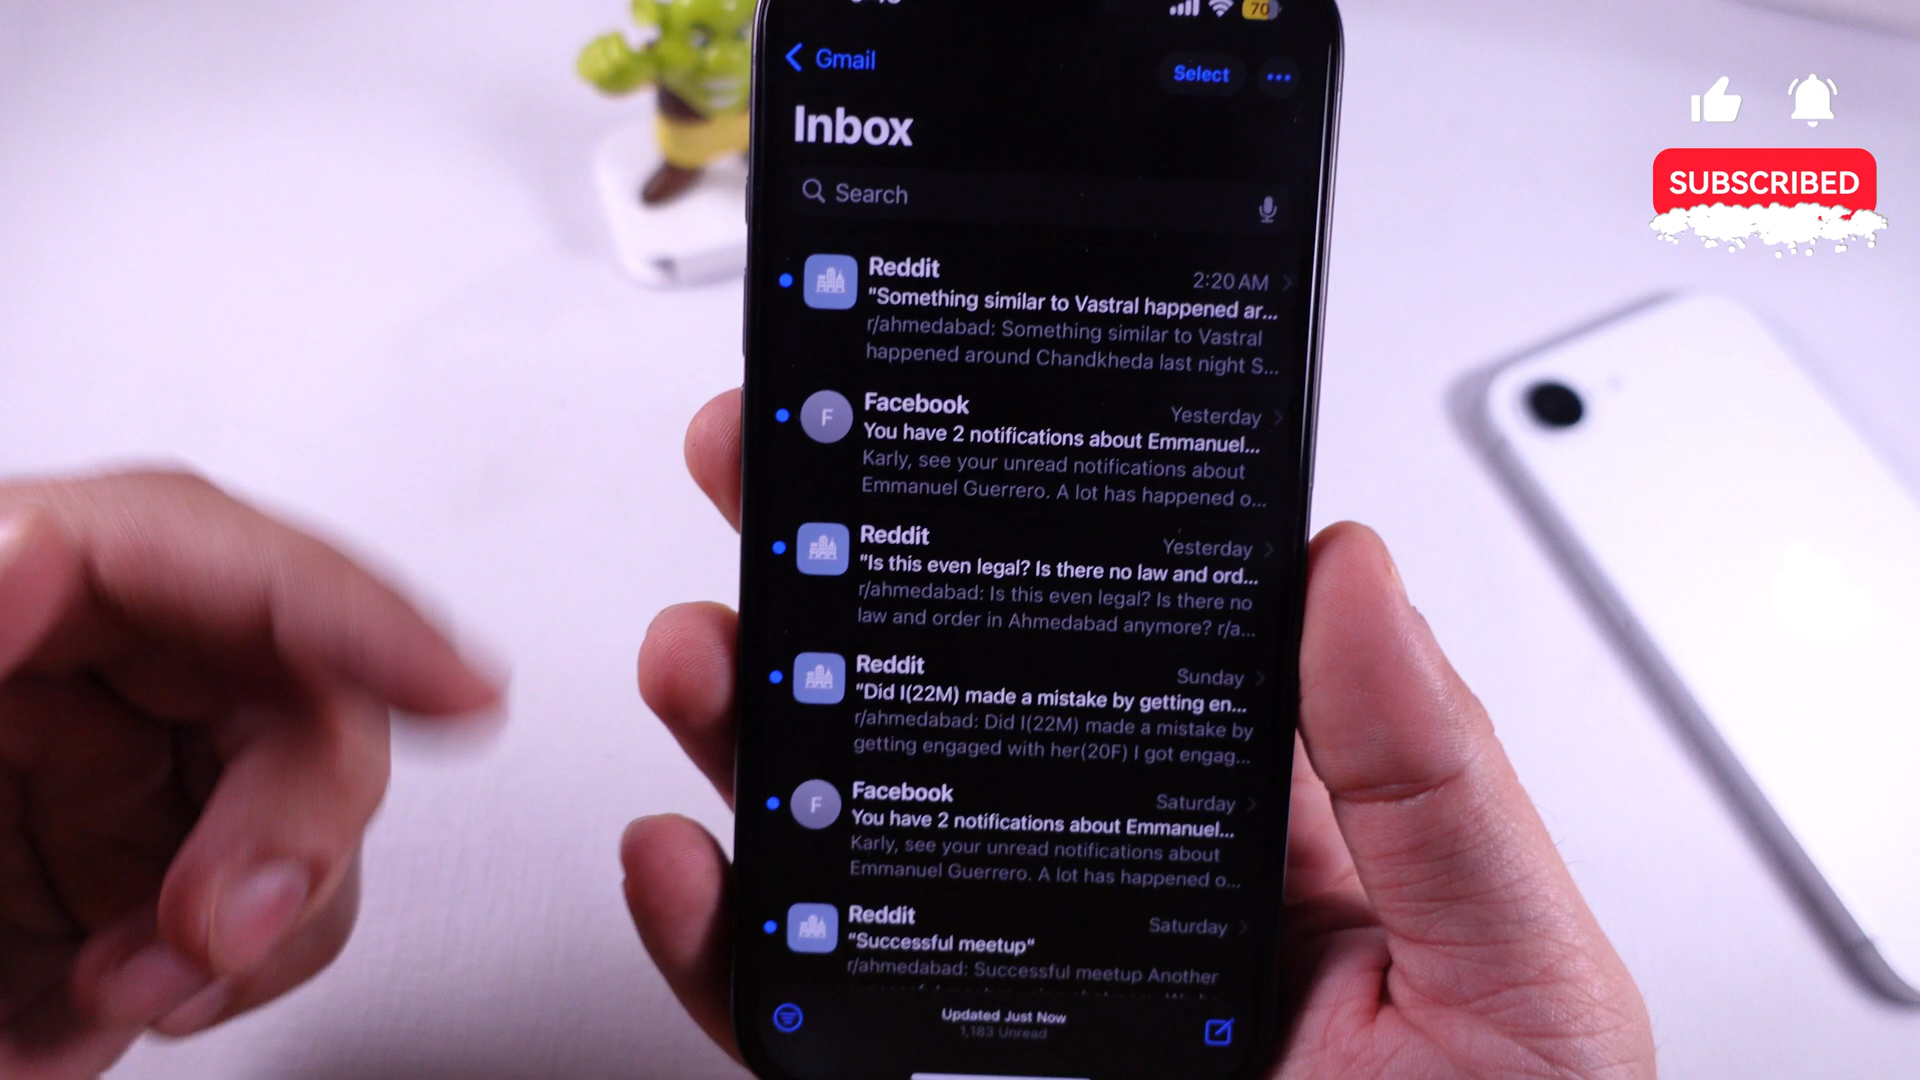 70
Gmail
Select
Inbox
Search
Reddit
2:20 AM
"Something similar to Vastral happened ar...
r/ahmedabad: Something similar to Vastral
happened around Chandkheda last night S...
F
Facebook
Yesterday
You have 2 notifications about Emmanuel...
Karly, see your unread notifications about
Emmanuel Guerrero. A lot has happened o...
Reddit
Yesterday
"Is this even legal? Is there no law and ord...
r/ahmedabad: Is this even legal? Is there no
law and order in Ahmedabad anymore? r/a...
Reddit
Sunday
"Did I(22M) made a mistake by getting en...
r/ahmedabad: Did I(22M) made a mistake by
getting engaged with her(20F) I got engag...
F
Facebook
Saturday
You have 2 notifications about Emmanuel...
Karly, see your unread notifications about
Emmanuel Guerrero. A lot has happened o...
Reddit
Saturday
"Successful meetup"
r/ahmedabad: Successful meetup Another
Updated Just Now
1,183 Unread
SUBSCRIBED